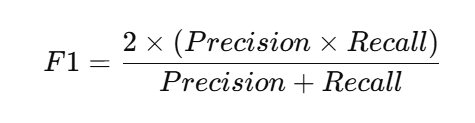 F1 = 2 × (Precision × Recall) / Precision + Recall